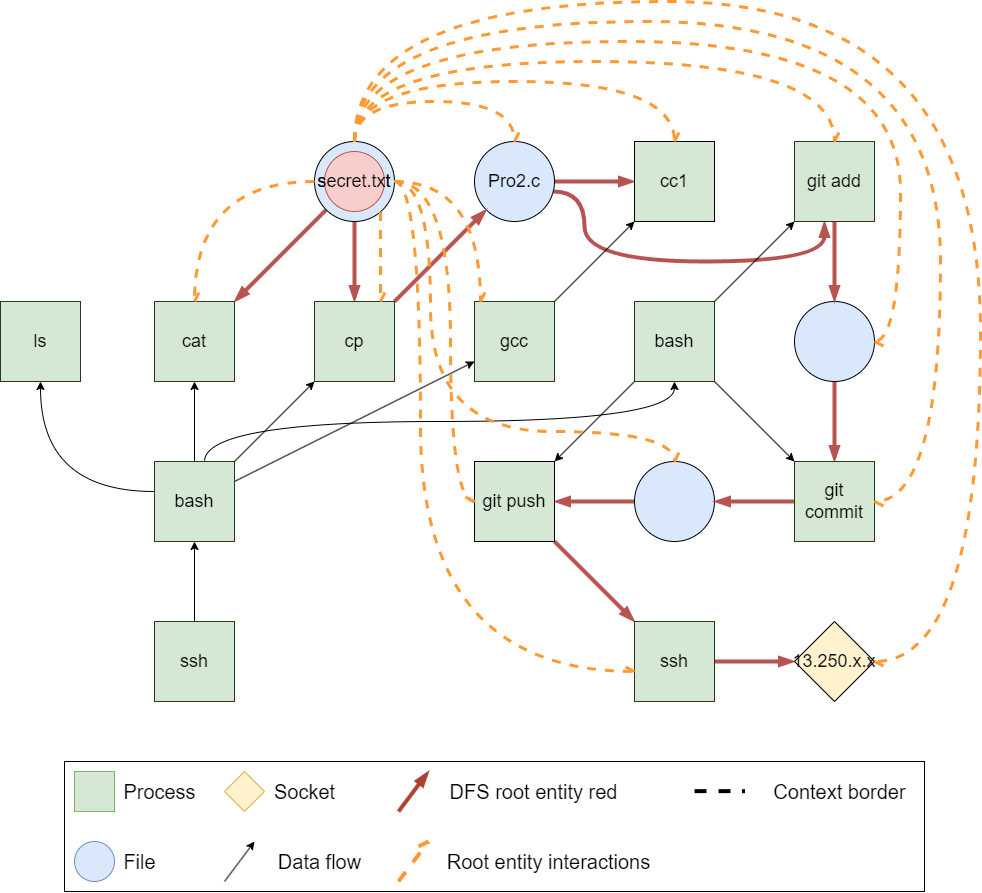 secret.txt
Pro2.c
cc1
git add
ls
cat
cp
gcc
bash
bash
git push
git
commit
ssh
ssh
13.250.x.x
Process
Socket
DFS root entity red
Context border
File
Data flow
Root entity interactions